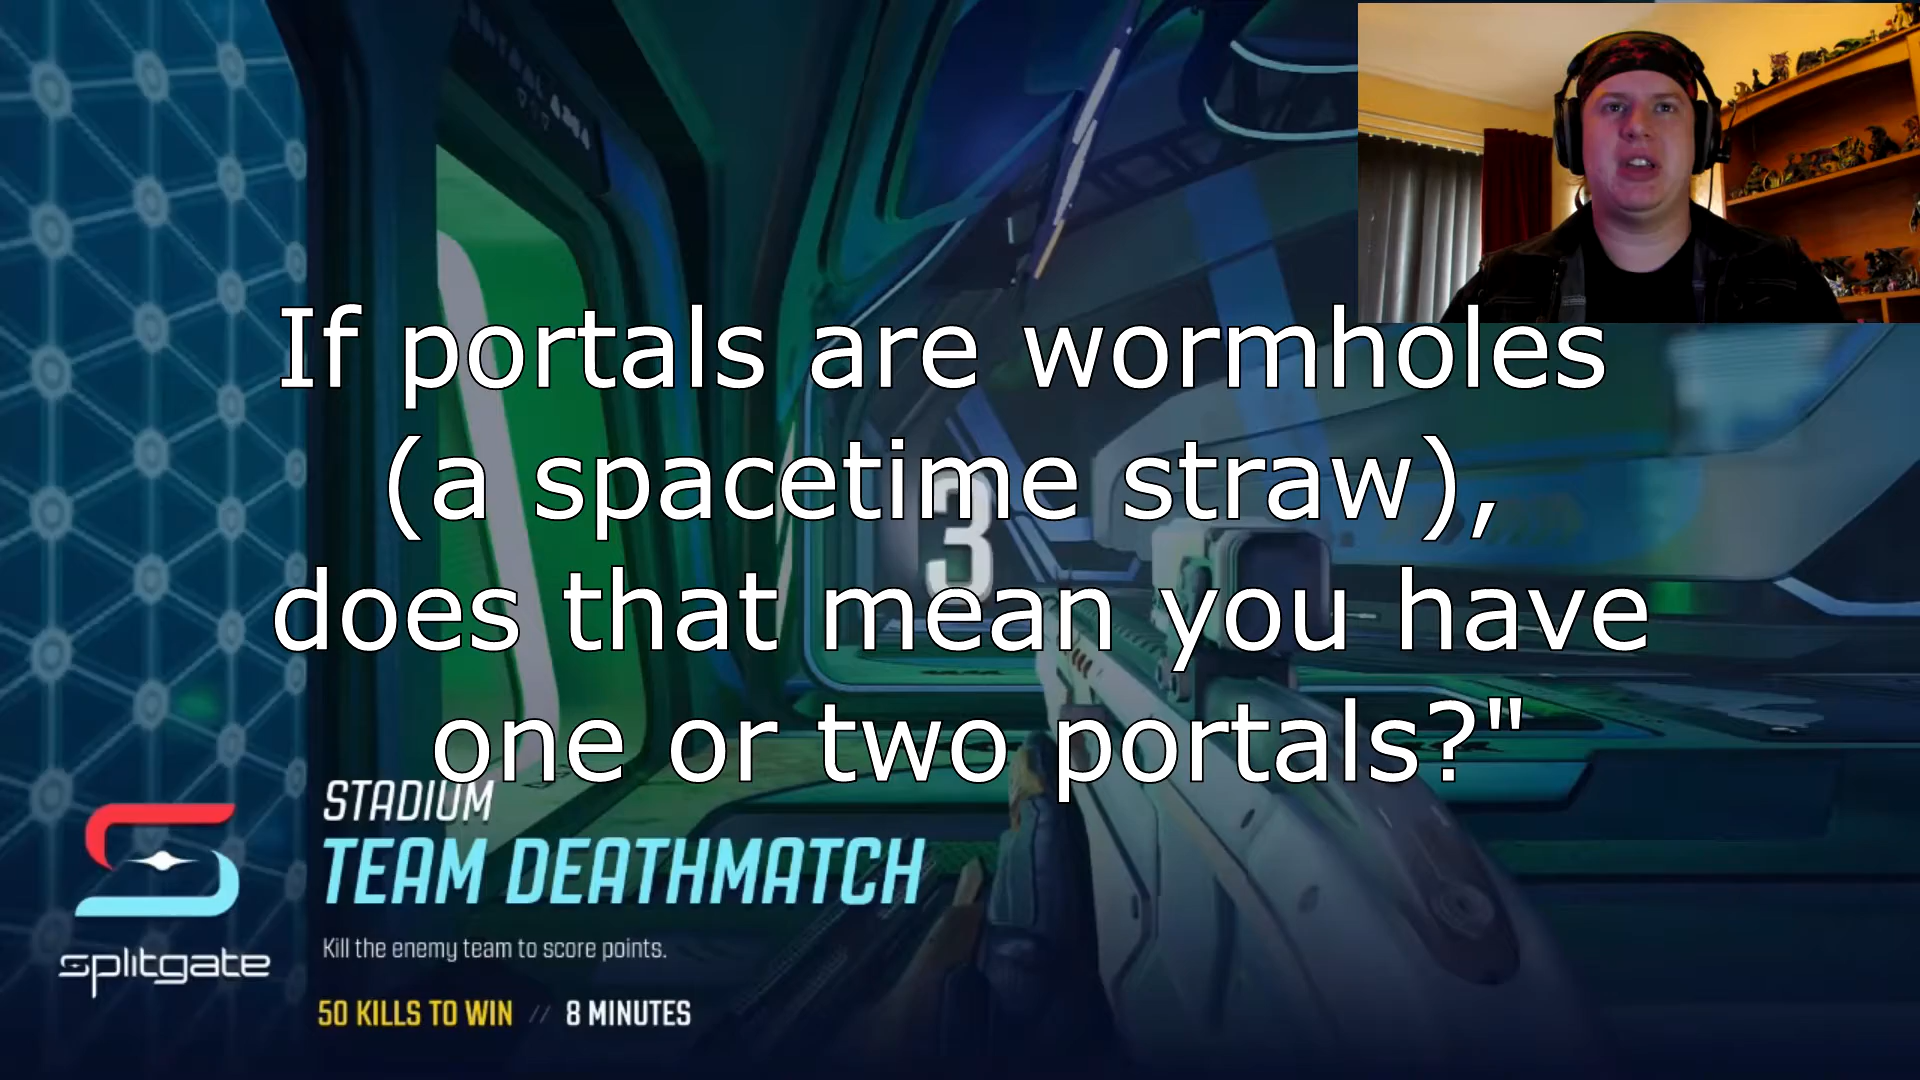 If portals are wormholes
(a spacetime straw),
3
does that mean you have
one or two portals?"
STADIUM
TEAM DEATHMATCH
splitgate
Kill the enemy team to score points.
50 KILLS TO WIN // 8 MINUTES